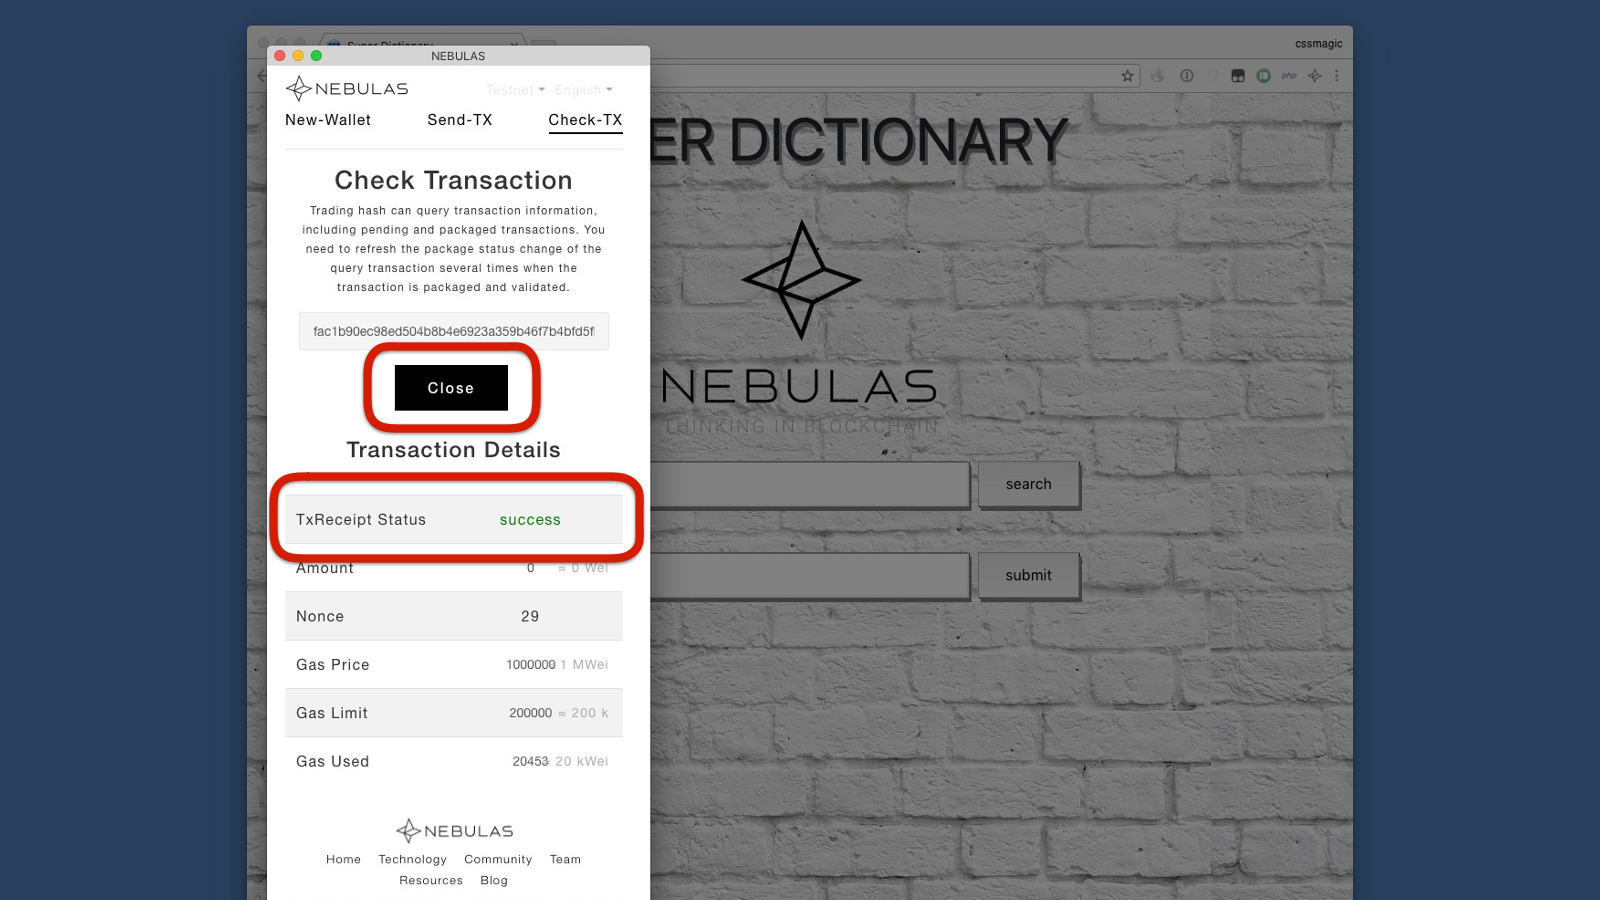 Super Dictionary
cssmagic
NEBULAS
NEBULAS
Testnet
English
php
New-Wallet
Send-TX
Check-TX
ER DICTIONARY
Check Transaction
Trading hash can query transaction information,
including pending and packaged transactions. You
need to refresh the package status change of the
query transaction several times when the
transaction is packaged and validated.
fac1b90ec98ed504b8b4e6923a359b46f7b4bfd5f
Close
NEBULAS
THINKING IN BLOCKCHAIN
Transaction Details
search
TxReceipt Status success
Amount 0 ≈ 0 Wei
submit
Nonce 29
Gas Price 1000000 1 MWei
Gas Limit 200000 ≈ 200 k
Gas Used 20453 20 kWei
NEBULAS
Home Technology Community Team
Resources Blog